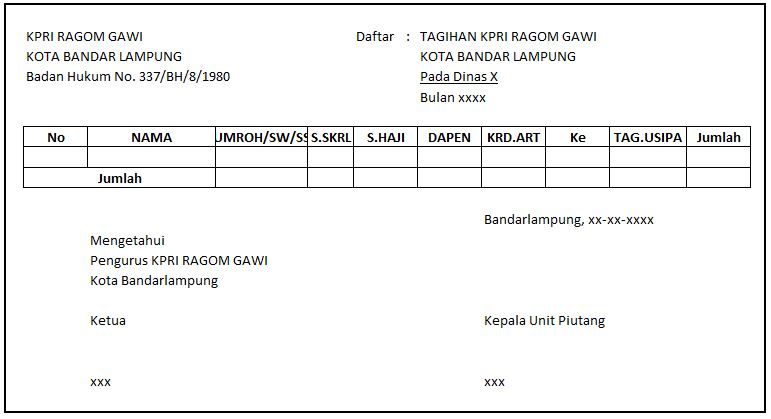 KPRI RAGOM GAWI
KOTA BANDAR LAMPUNG
Badan Hukum No. 337/BH/8/1980
Daftar : TAGIHAN KPRI RAGOM GAWI
KOTA BANDAR LAMPUNG
Pada Dinas X
Bulan xxxx
No NAMA UMROH/SW/SS S.SKRL S.HAJI DAPEN KRD.ART Ke TAG.USIPA Jumlah
Jumlah
Bandarlampung, xx-xx-xxxx
Mengetahui
Pengurus KPRI RAGOM GAWI
Kota Bandarlampung
Ketua Kepala Unit Piutang
xxx xxx